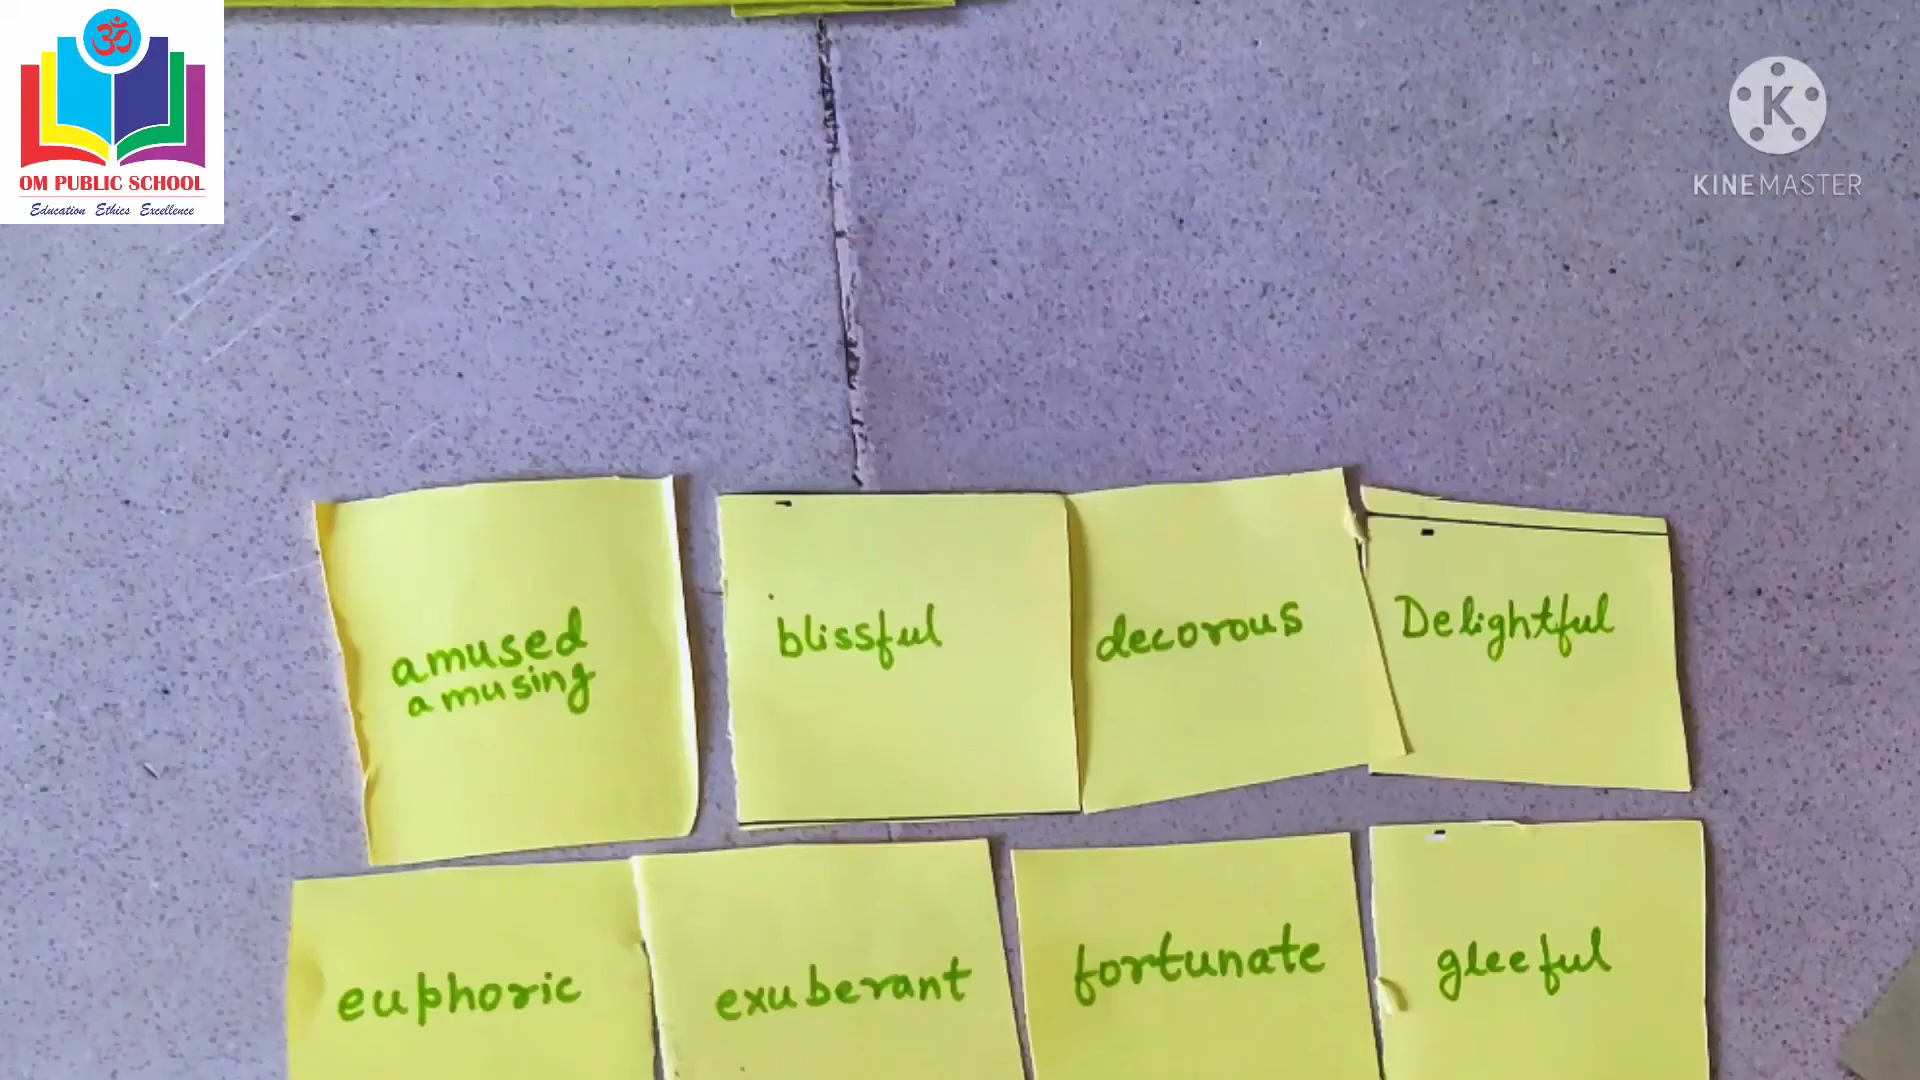 ॐ
OM PUBLIC SCHOOL
Education Ethics Excellence
K
KINEMASTER
amused
amusing
blissful
decorous
Delightful
euphoric
exuberant
fortunate
gleeful